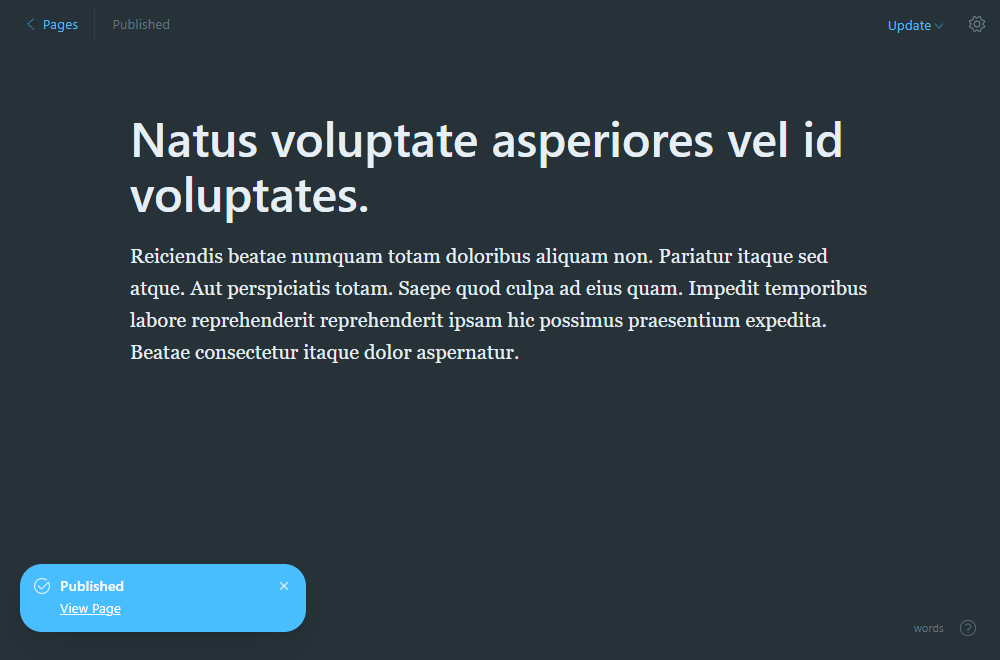 Pages
Published
Update
Natus voluptate asperiores vel id
voluptates.
Reiciendis beatae numquam totam doloribus aliquam non. Pariatur itaque sed
atque. Aut perspiciatis totam. Saepe quod culpa ad eius quam. Impedit temporibus
labore reprehenderit reprehenderit ipsam hic possimus praesentium expedita.
Beatae consectetur itaque dolor aspernatur.
Published
View Page
words
?